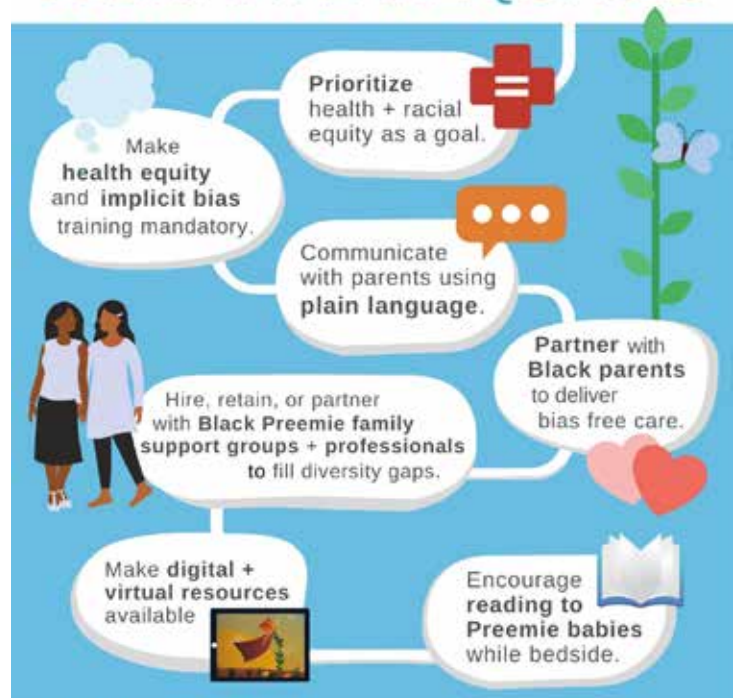 Prioritize
health + racial
equity as a goal.
Make
health equity
and implicit bias
training mandatory.
Communicate
with parents using
plain language.
Partner with
Black parents
to deliver
bias free care.
Hire, retain, or partner
with Black Preemie family
support groups + professionals
to fill diversity gaps.
Make digital +
virtual resources
available
Encourage
reading to
Preemie babies
while bedside.